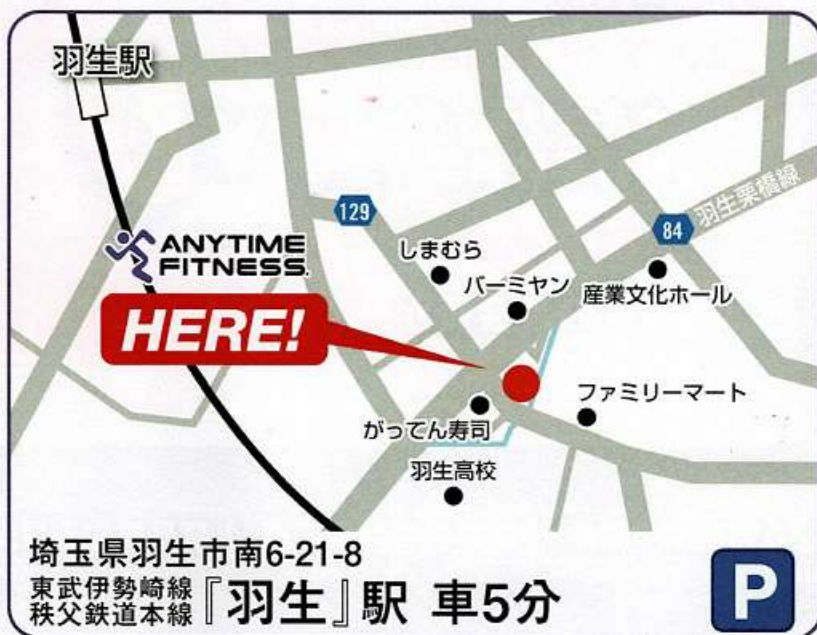 羽生駅
129
羽生栗橋線
84
ANYTIME
FITNESS.
しまむら
バーミヤン
産業文化ホール
HERE!
ファミリーマート
がってん寿司
羽生高校
埼玉県羽生市南6-21-8
東武伊勢崎線
秩父鉄道本線
『羽生』駅 車5分
P